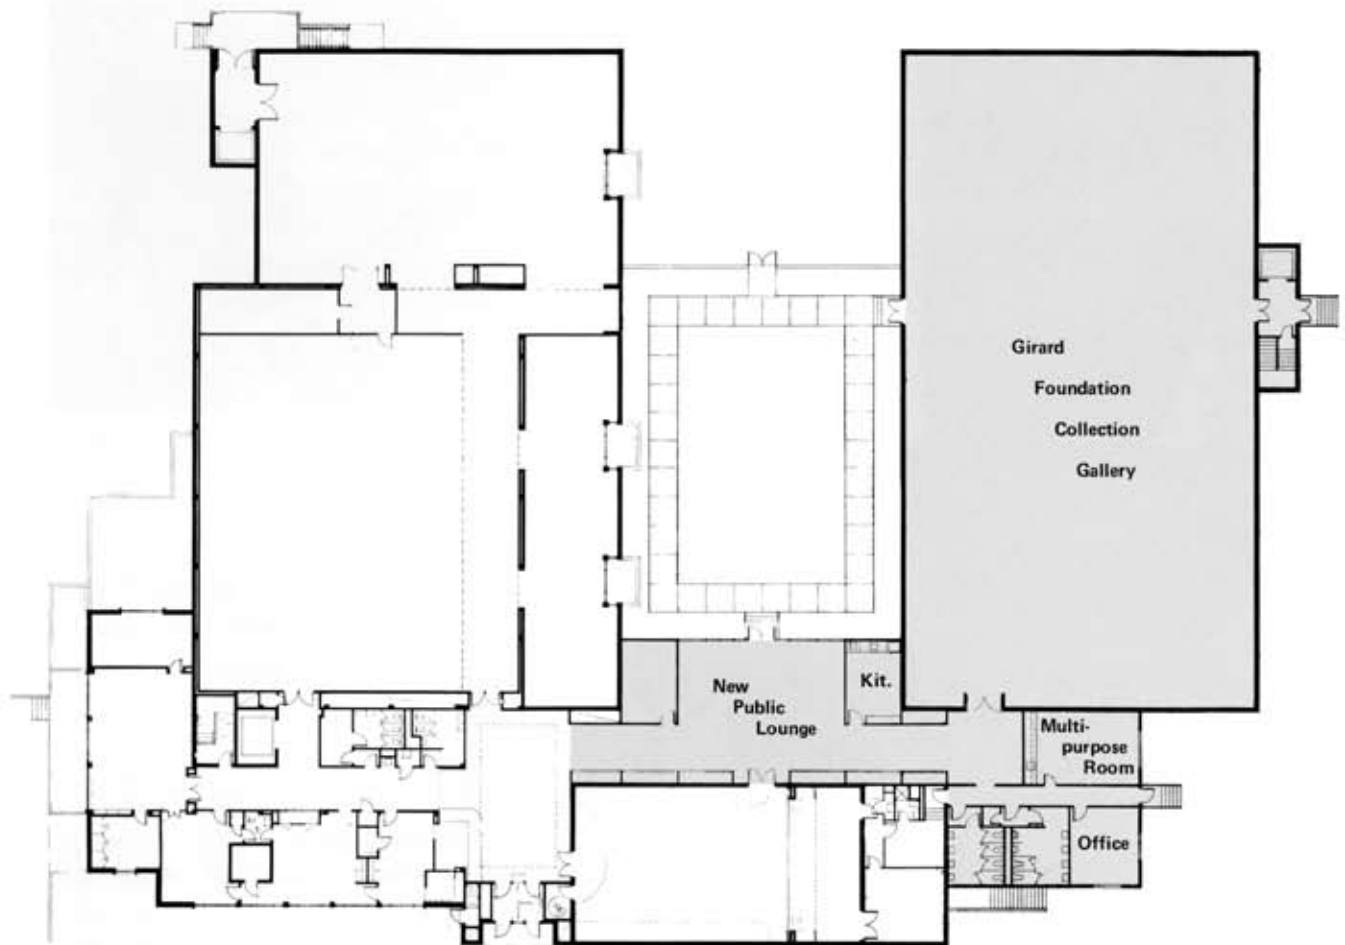 Girard
Foundation
Collection
Gallery
New
Public
Lounge
Kit.
Multi-
purpose
Room
Office